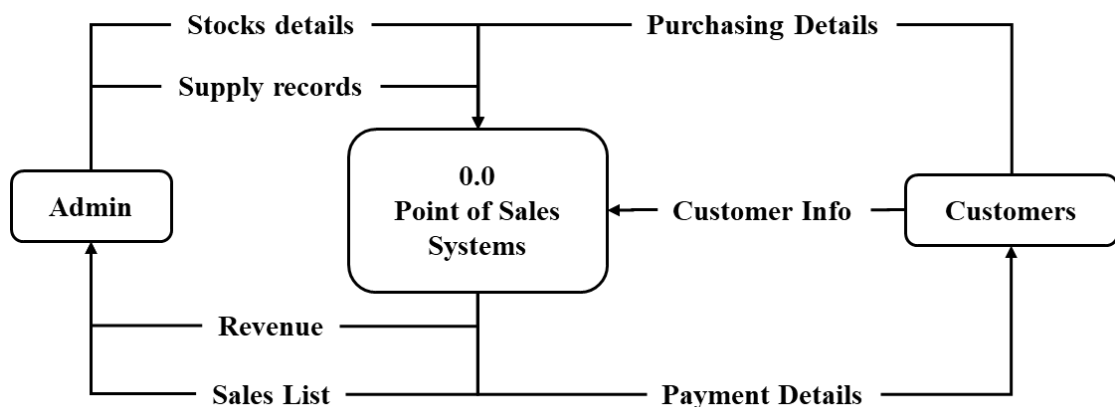 Stocks details
Purchasing Details
Supply records
0.0
Point of Sales
Systems
Admin
Customer Info
Customers
Revenue
Sales List
Payment Details